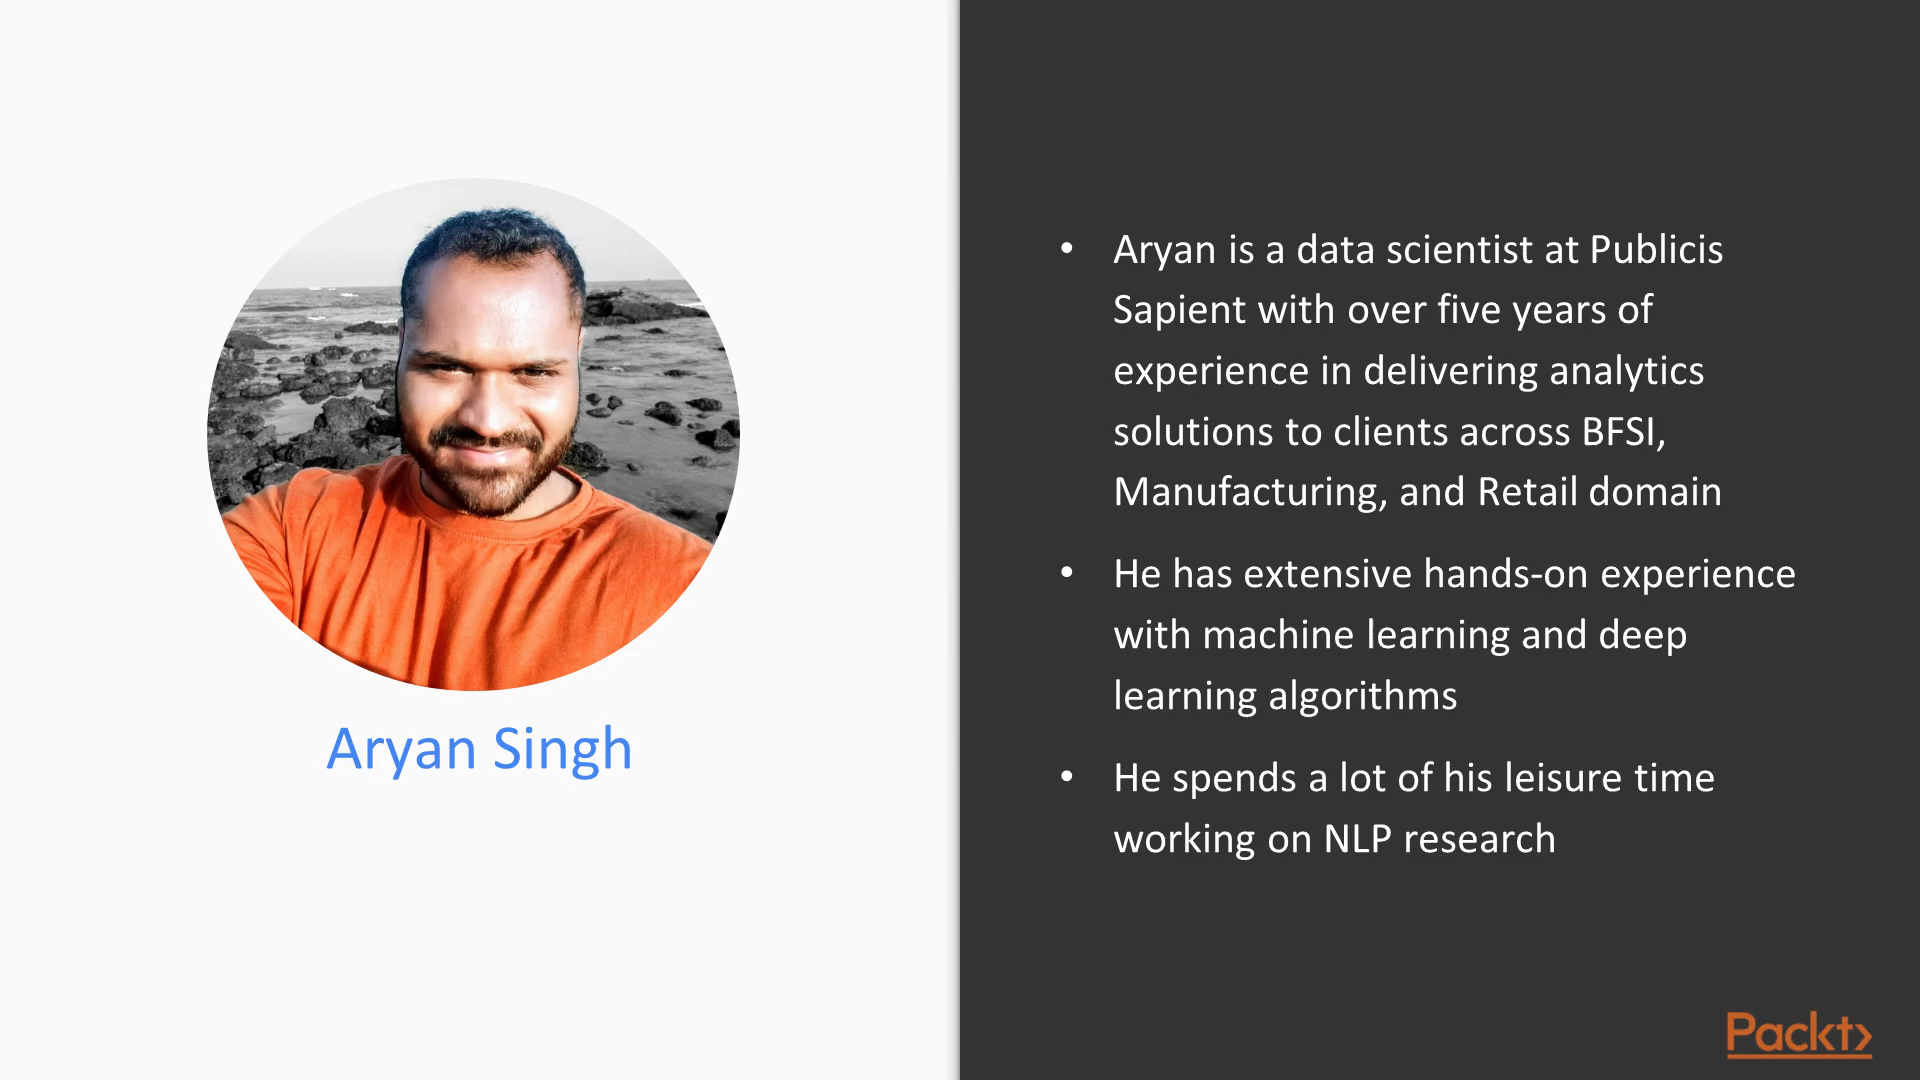 Aryan Singh
• Aryan is a data scientist at Publicis
Sapient with over five years of
experience in delivering analytics
solutions to clients across BFSI,
Manufacturing, and Retail domain
• He has extensive hands-on experience
with machine learning and deep
learning algorithms
• He spends a lot of his leisure time
working on NLP research
Packt>